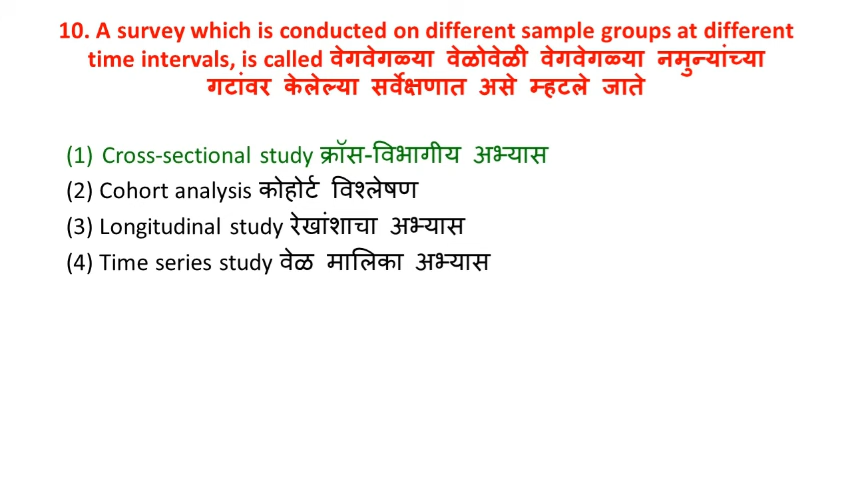 10. A survey which is conducted on different sample groups at different
time intervals, is called वेगवेगळ्या वेळोवेळी वेगवेगळ्या नमुन्यांच्या
गटांवर केलेल्या सर्वेक्षणात असे म्हटले जाते
(1) Cross-sectional study क्रॉस-विभागीय अभ्यास
(2) Cohort analysis कोहोर्ट विश्लेषण
(3) Longitudinal study रेखांशाचा अभ्यास
(4) Time series study वेळ मालिका अभ्यास